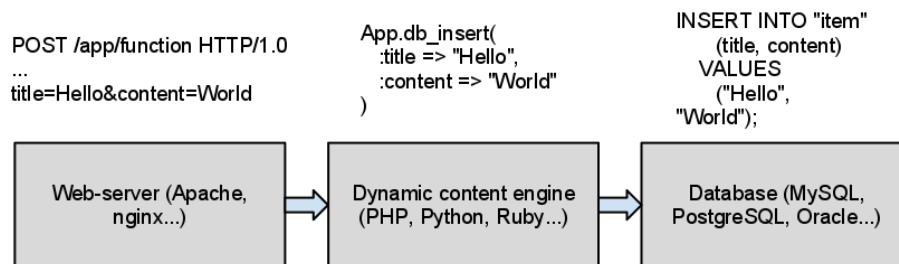 POST /app/function HTTP/1.0
...
title=Hello&content=World
App.db_insert(
:title => "Hello",
:content => "World"
)
INSERT INTO "item"
(title, content)
VALUES
("Hello",
"World");
Web-server (Apache,
nginx...)
Dynamic content engine
(PHP, Python, Ruby...)
Database (MySQL,
PostgreSQL, Oracle...)